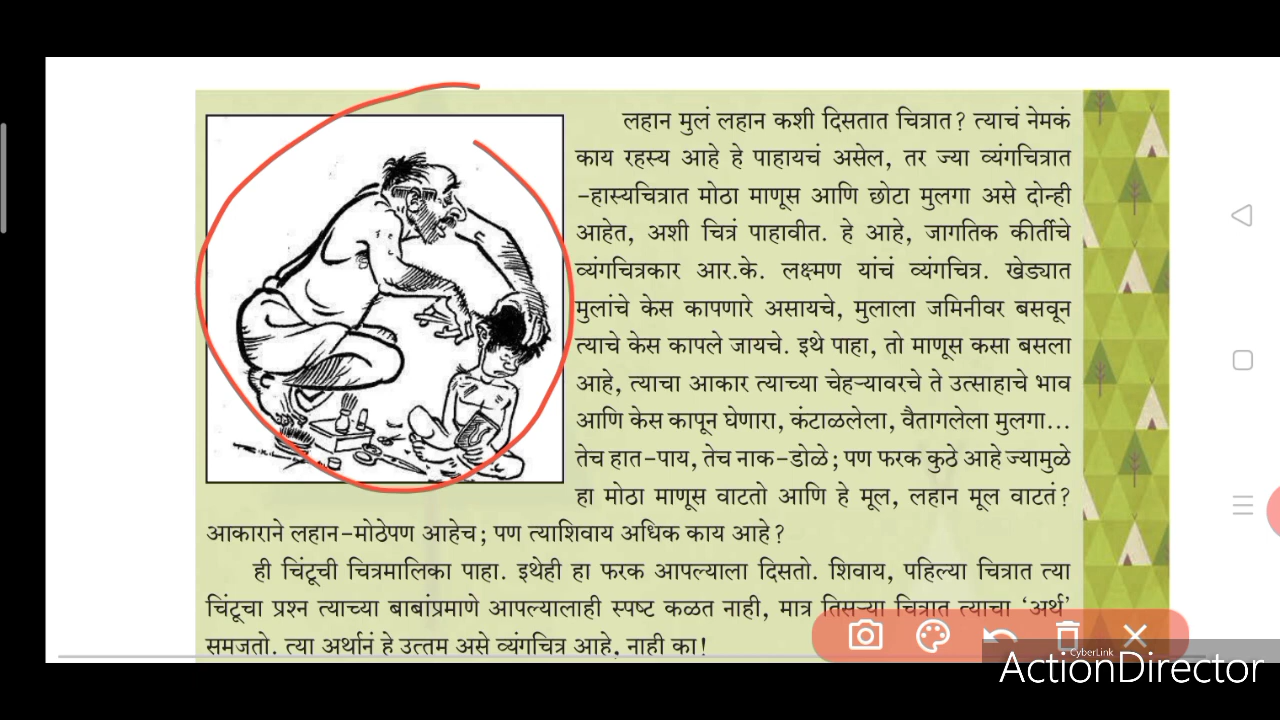 लहान मुलं लहान कशी दिसतात चित्रात? त्याचं नेमकं
काय रहस्य आहे हे पाहायचं असेल, तर ज्या व्यंगचित्रात
-हास्यचित्रात मोठा माणूस आणि छोटा मुलगा असे दोन्ही
आहेत, अशी चित्रं पाहावीत. हे आहे, जागतिक कीर्तीचे
व्यंगचित्रकार आर.के. लक्ष्मण यांचं व्यंगचित्र. खेड्यात
मुलांचे केस कापणारे असायचे, मुलाला जमिनीवर बसवून
त्याचे केस कापले जायचे. इथे पाहा, तो माणूस कसा बसला
आहे, त्याचा आकार त्याच्या चेहऱ्यावरचे ते उत्साहाचे भाव
आणि केस कापून घेणारा, कंटाळलेला, वैतागलेला मुलगा...
तेच हात-पाय, तेच नाक-डोळे; पण फरक कुठे आहे ज्यामुळे
हा मोठा माणूस वाटतो आणि हे मूल, लहान मूल वाटतं?
आकाराने लहान-मोठेपण आहेच; पण त्याशिवाय अधिक काय आहे?
ही चिंटूची चित्रमालिका पाहा. इथेही हा फरक आपल्याला दिसतो. शिवाय, पहिल्या चित्रात त्या
चिंटूचा प्रश्न त्याच्या बाबांप्रमाणे आपल्यालाही स्पष्ट कळत नाही, मात्र तिसऱ्या चित्रात त्याचा ‘अर्थ’
समजतो. त्या अर्थानं हे उत्तम असे व्यंगचित्र आहे, नाही का!
CyberLink
ActionDirector